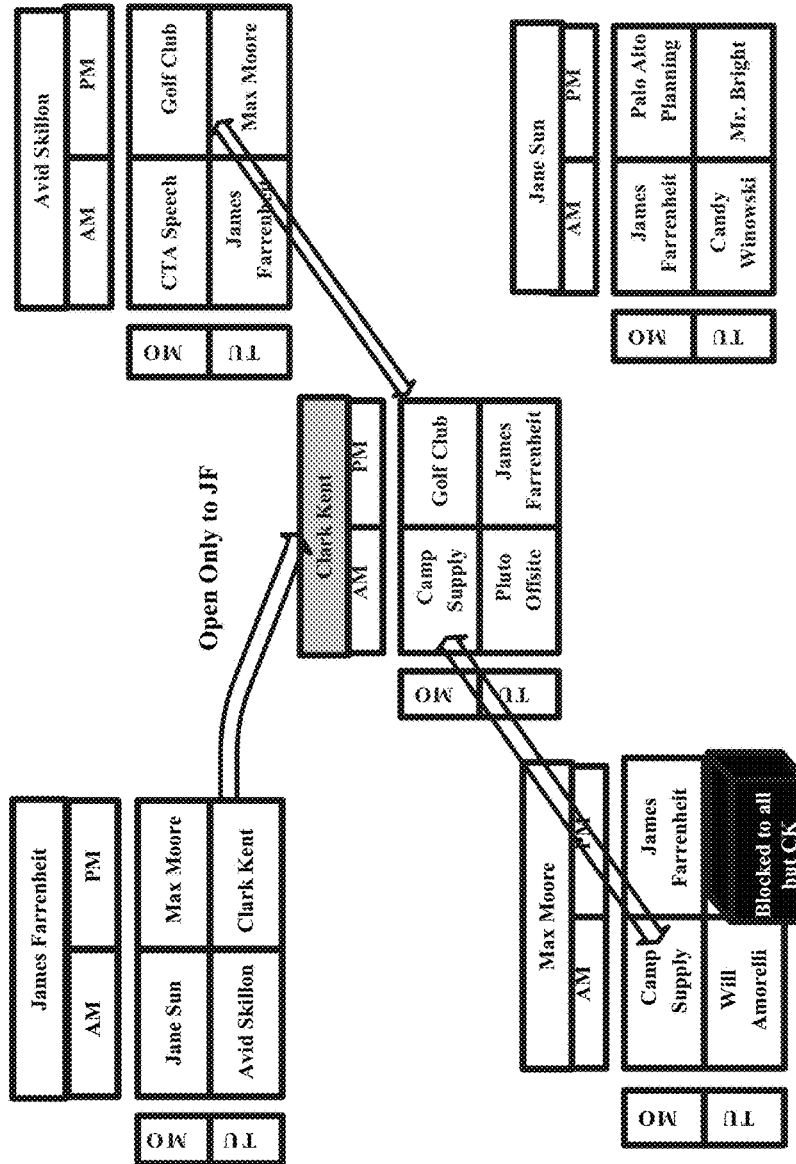 James Farrenheit
AM
PM
MO
Jane Sun
Max Moore
TU
Avid Skillon
Clark Kent
Open Only to JF
Avid Skillon
AM
PM
MO
CTA Speech
Golf Club
TU
James
Farrenheit
Max Moore
Clark Kent
AM
PM
MO
Camp
Supply
Golf Club
TU
Pluto
Offsite
James
Farrenheit
Max Moore
AM
PM
MO
Camp
Supply
James
Farrenheit
TU
Will
Amorelli
Blocked to all
but CK
Jane Sun
AM
PM
MO
James
Farrenheit
Palo Alto
Planning
TU
Candy
Winowski
Mr. Bright